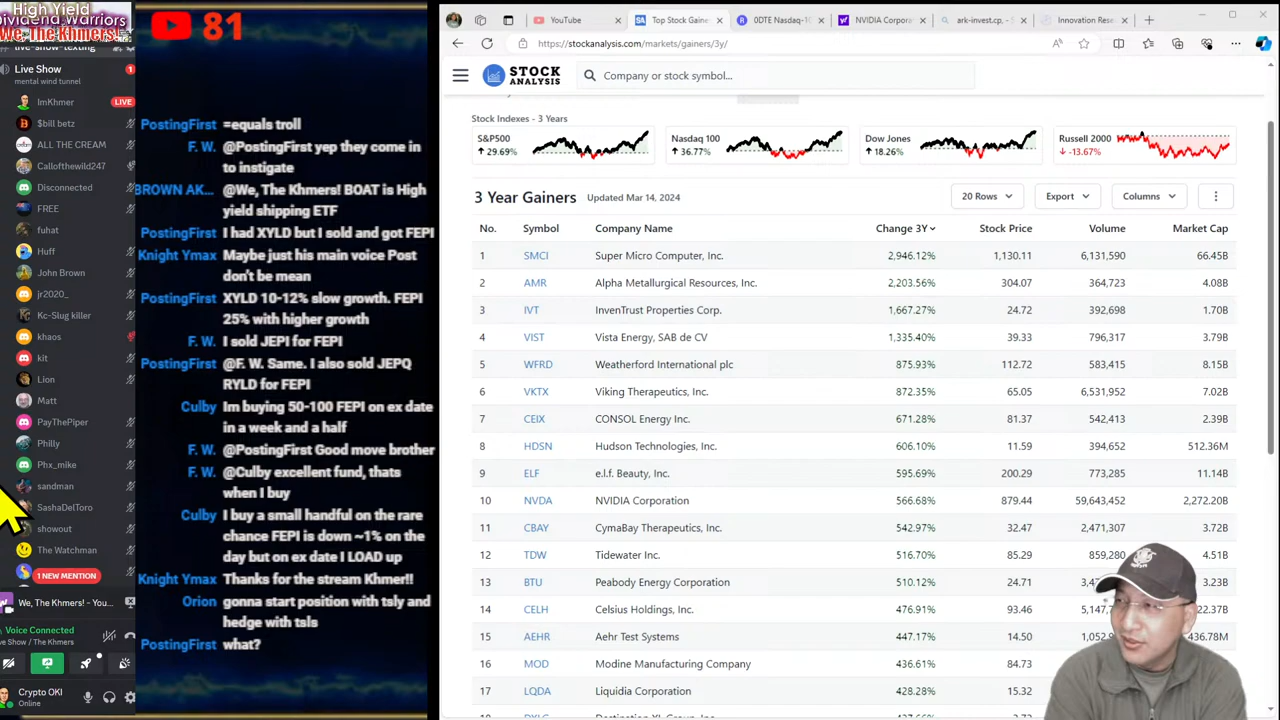 High Yield
Dividend Warriors
We, The Khmers!
live-show-texting
Live Show
1
mental wind tunnel
ImKhmer
LIVE
$bill betz
ALL THE CREAM
Callofthewild247
Disconnected
FREE
fuhat
Huff
John Brown
jr2020_
Kc-Slug killer
khaos
kit
Lion
Matt
PayThePiper
Philly
Phx_mike
sandman
SashaDelToro
showout
The Watchman
1 NEW MENTION
We, The Khmers! - You...
Voice Connected
ve Show / The Khmers
Crypto OKI
Online
81
PostingFirst =equals troll
F. W. @PostingFirst yep they come in
to instigate
BROWN AK... @We, The Khmers! BOAT is High
yield shipping ETF
PostingFirst I had XYLD but I sold and got FEPI
Knight Ymax Maybe just his main voice Post
don't be mean
PostingFirst XYLD 10-12% slow growth. FEPI
25% with higher growth
F. W. I sold JEPI for FEPI
PostingFirst @F. W. Same. I also sold JEPQ
RYLD for FEPI
Culby Im buying 50-100 FEPI on ex date
in a week and a half
F. W. @PostingFirst Good move brother
F. W. @Culby excellent fund, thats
when I buy
Culby I buy a small handful on the rare
chance FEPI is down ~1% on the
day but on ex date I LOAD up
Knight Ymax Thanks for the stream Khmer!!
Orion gonna start position with tsly and
hedge with tsls
PostingFirst what?
YouTube
Top Stock Gaine
0DTE Nasdaq-10
NVIDIA Corpora
ark-invest.cp, - S
Innovation Rese
https://stockanalysis.com/markets/gainers/3y/
STOCK
ANALYSIS
Company or stock symbol...
Stock Indexes - 3 Years
S&P500
29.69%
Nasdaq 100
36.77%
Dow Jones
18.26%
Russell 2000
-13.67%
3 Year Gainers Updated Mar 14, 2024
20 Rows
Export
Columns
No. Symbol Company Name Change 3Y Stock Price Volume Market Cap
1 SMCI Super Micro Computer, Inc. 2,946.12% 1,130.11 6,131,590 66.45B
2 AMR Alpha Metallurgical Resources, Inc. 2,203.56% 304.07 364,723 4.08B
3 IVT InvenTrust Properties Corp. 1,667.27% 24.72 392,698 1.70B
4 VIST Vista Energy, SAB de CV 1,335.40% 39.33 796,317 3.79B
5 WFRD Weatherford International plc 875.93% 112.72 583,415 8.15B
6 VKTX Viking Therapeutics, Inc. 872.35% 65.05 6,531,952 7.02B
7 CEIX CONSOL Energy Inc. 671.28% 81.37 542,413 2.39B
8 HDSN Hudson Technologies, Inc. 606.10% 11.59 394,652 512.36M
9 ELF e.l.f. Beauty, Inc. 595.69% 200.29 773,285 11.14B
10 NVDA NVIDIA Corporation 566.68% 879.44 59,643,452 2,272.20B
11 CBAY CymaBay Therapeutics, Inc. 542.97% 32.47 2,471,307 3.72B
12 TDW Tidewater Inc. 516.70% 85.29 859,280 4.51B
13 BTU Peabody Energy Corporation 510.12% 24.71 3,4 3.23B
14 CELH Celsius Holdings, Inc. 476.91% 93.46 5,147, 22.37B
15 AEHR Aehr Test Systems 447.17% 14.50 1,052,9 436.78M
16 MOD Modine Manufacturing Company 436.61% 84.73
17 LQDA Liquidia Corporation 428.28% 15.32